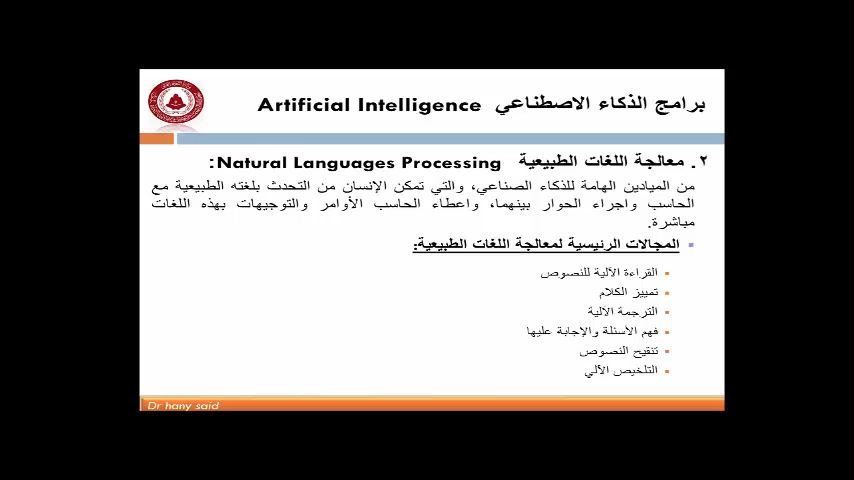 برامج الذكاء الاصطناعي Artificial Intelligence
٢. معالجة اللغات الطبيعية Natural Languages Processing :
من الميادين الهامة للذكاء الصناعي، والتي تمكن الإنسان من التحدث بلغته الطبيعية مع
الحاسب واجراء الحوار بينهما، واعطاء الحاسب الأوامر والتوجيهات بهذه اللغات
مباشرة.
المجالات الرئيسية لمعالجة اللغات الطبيعية:
القراءة الآلية للنصوص
تمييز الكلام
الترجمة الآلية
فهم الأسئلة والإجابة عليها
تنقيح النصوص
التلخيص الآلي
Dr hany said